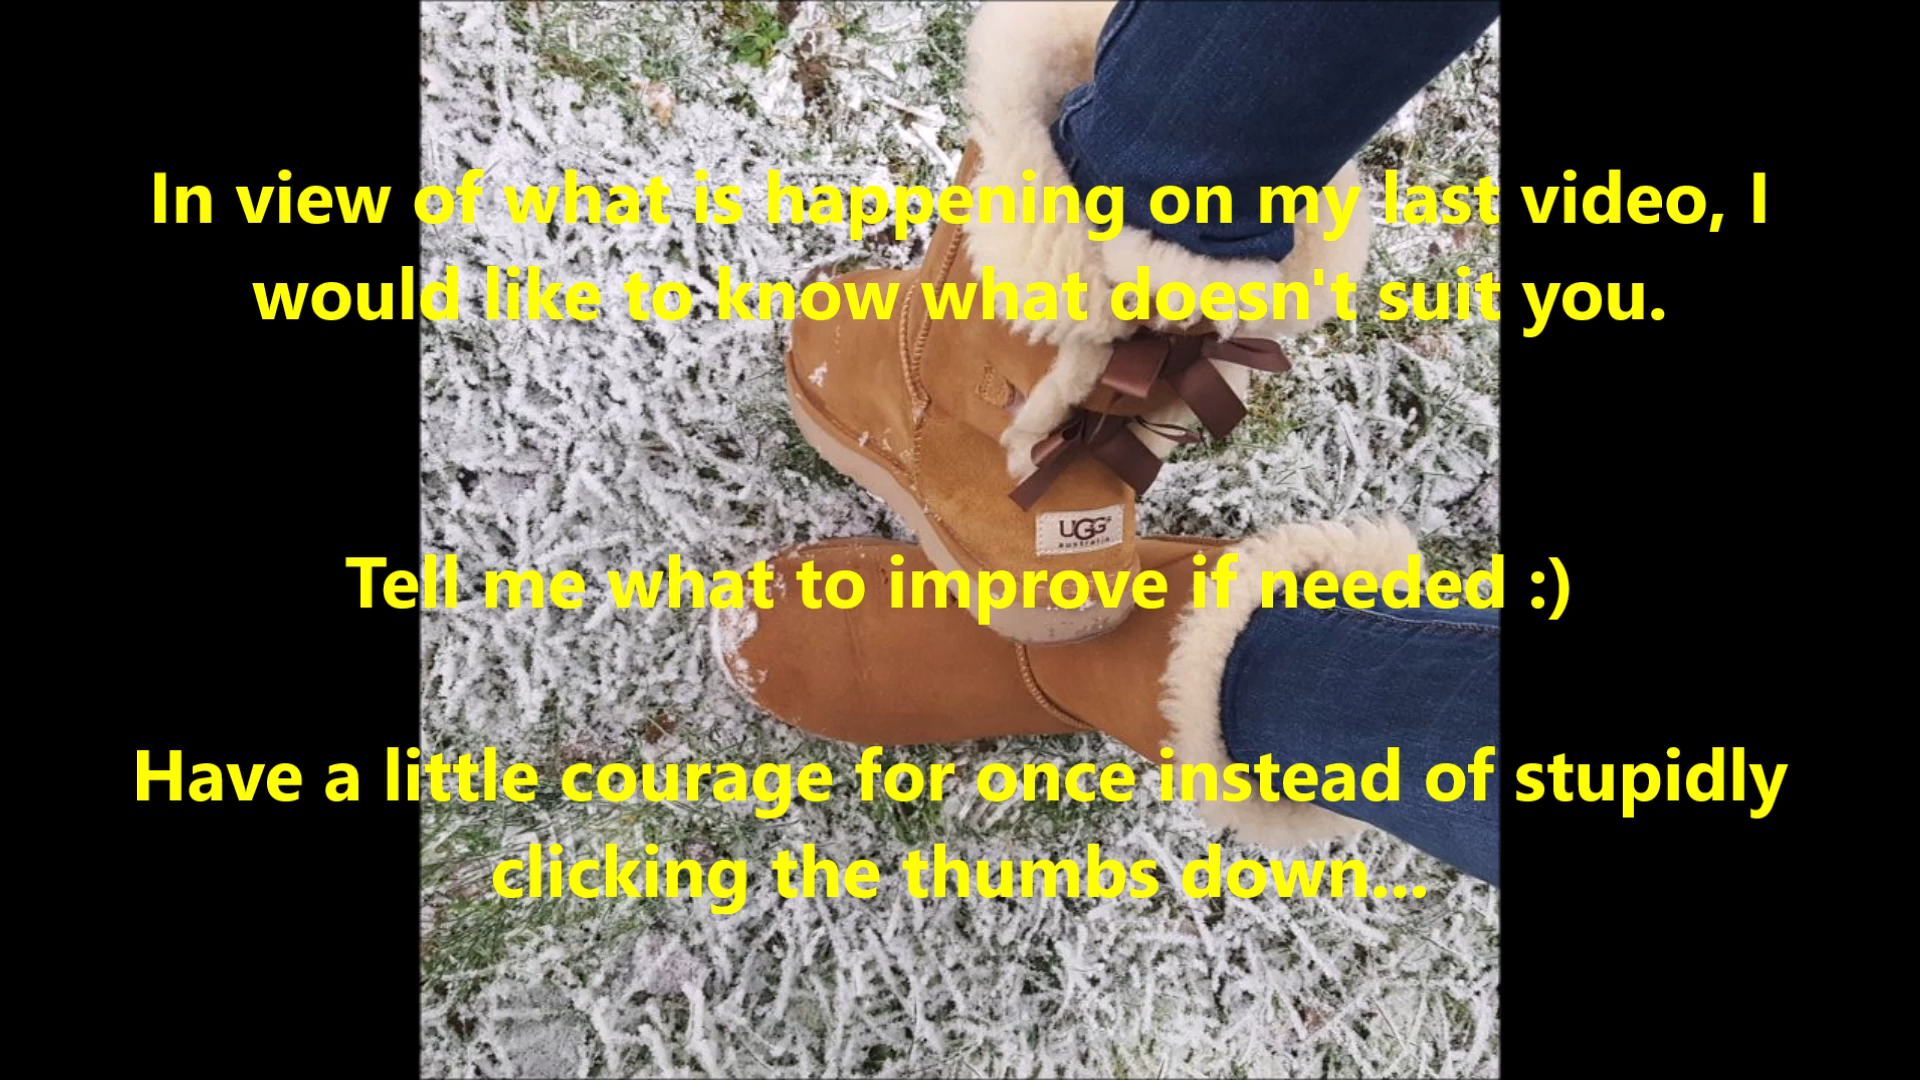 In view of what is happening on my last video, I
would like to know what doesn't suit you.
UGG
australia
Tell me what to improve if needed :)
Have a little courage for once instead of stupidly
clicking the thumbs down...